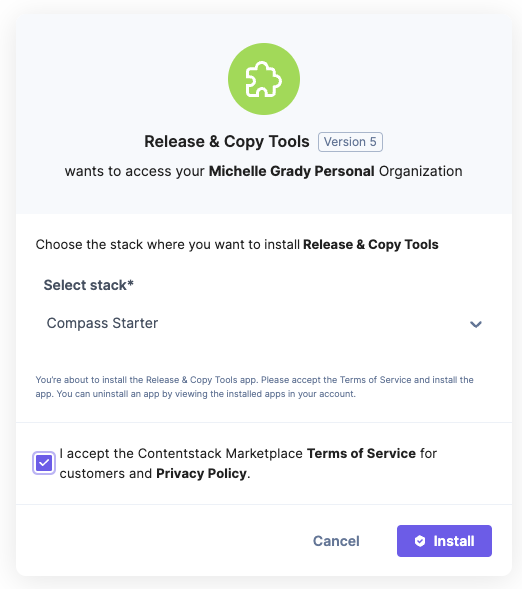 Release & Copy Tools Version 5
wants to access your Michelle Grady Personal Organization
Choose the stack where you want to install Release & Copy Tools
Select stack*
Compass Starter
You're about to install the Release & Copy Tools app. Please accept the Terms of Service and install the
app. You can uninstall an app by viewing the installed apps in your account.
I accept the Contentstack Marketplace Terms of Service for
customers and Privacy Policy.
Cancel Install